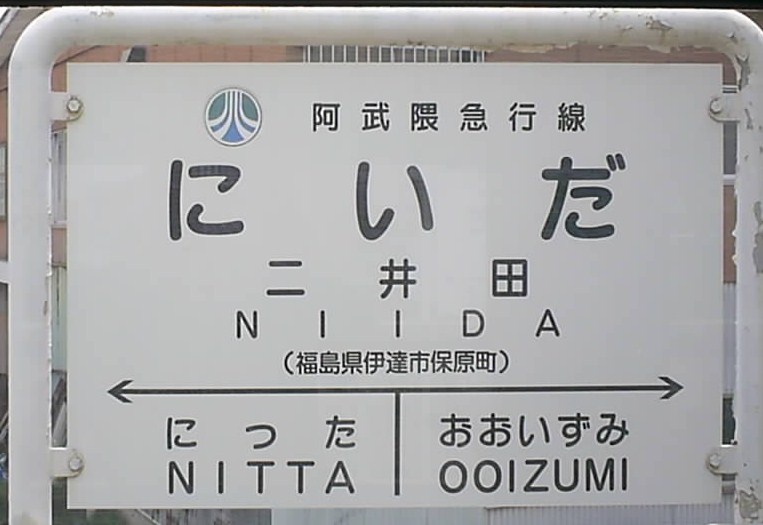 阿武隈急行線
にいだ
二井田
NIIDA
（福島県伊達市保原町）
にった おおいずみ
NITTA OOIZUMI